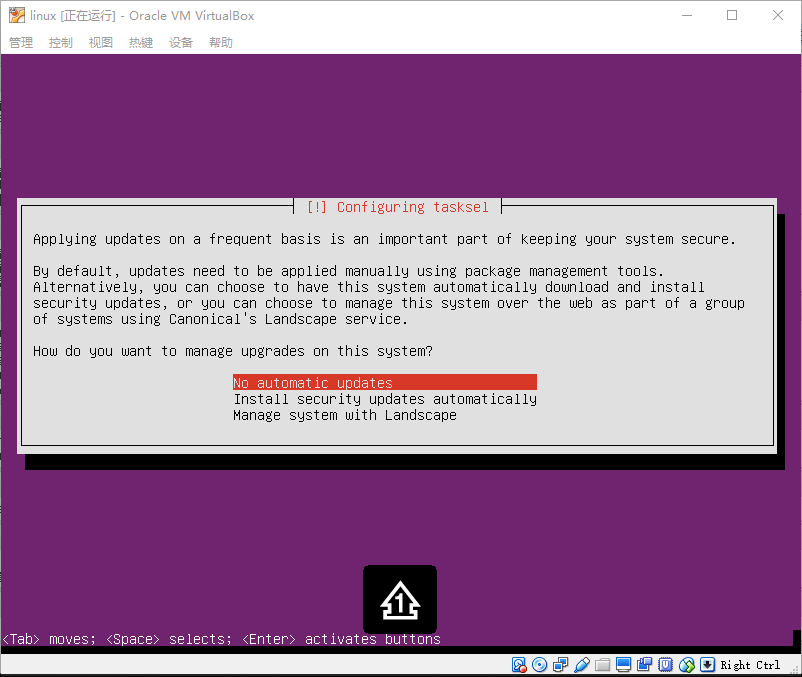 linux [正在运行] - Oracle VM VirtualBox
管理 控制 视图 热键 设备 帮助
[!] Configuring tasksel
Applying updates on a frequent basis is an important part of keeping your system secure.
By default, updates need to be applied manually using package management tools.
Alternatively, you can choose to have this system automatically download and install
security updates, or you can choose to manage this system over the web as part of a group
of systems using Canonical's Landscape service.
How do you want to manage upgrades on this system?
No automatic updates
Install security updates automatically
Manage system with Landscape
1
<Tab> moves; <Space> selects; <Enter> activates buttons
Right Ctrl